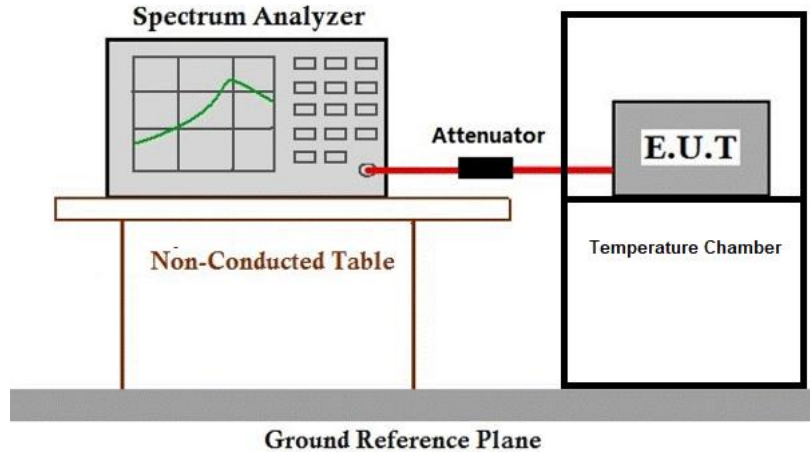 Spectrum Analyzer
Attenuator
E.U.T
Non-Conducted Table
Temperature Chamber
Ground Reference Plane